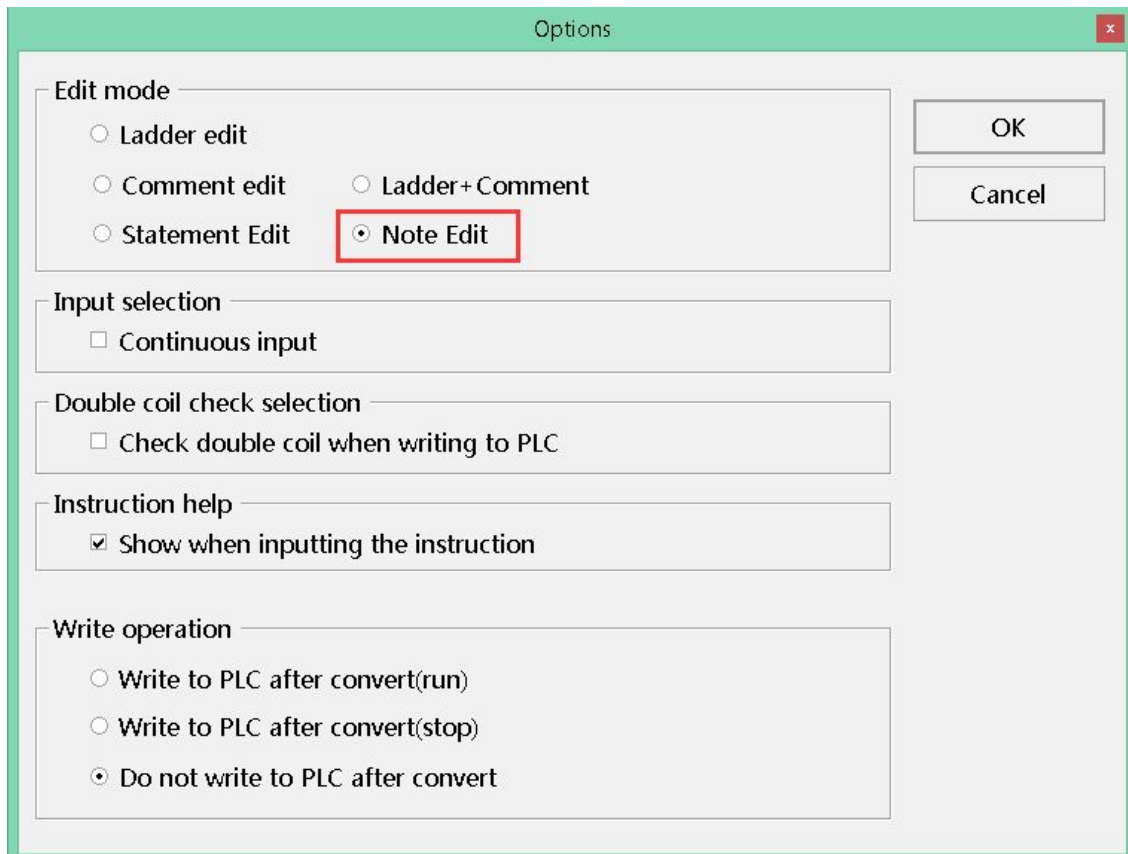 Options
x
Edit mode
Ladder edit
Comment edit
Ladder+Comment
Statement Edit
Note Edit
OK
Cancel
Input selection
Continuous input
Double coil check selection
Check double coil when writing to PLC
Instruction help
Show when inputting the instruction
Write operation
Write to PLC after convert(run)
Write to PLC after convert(stop)
Do not write to PLC after convert